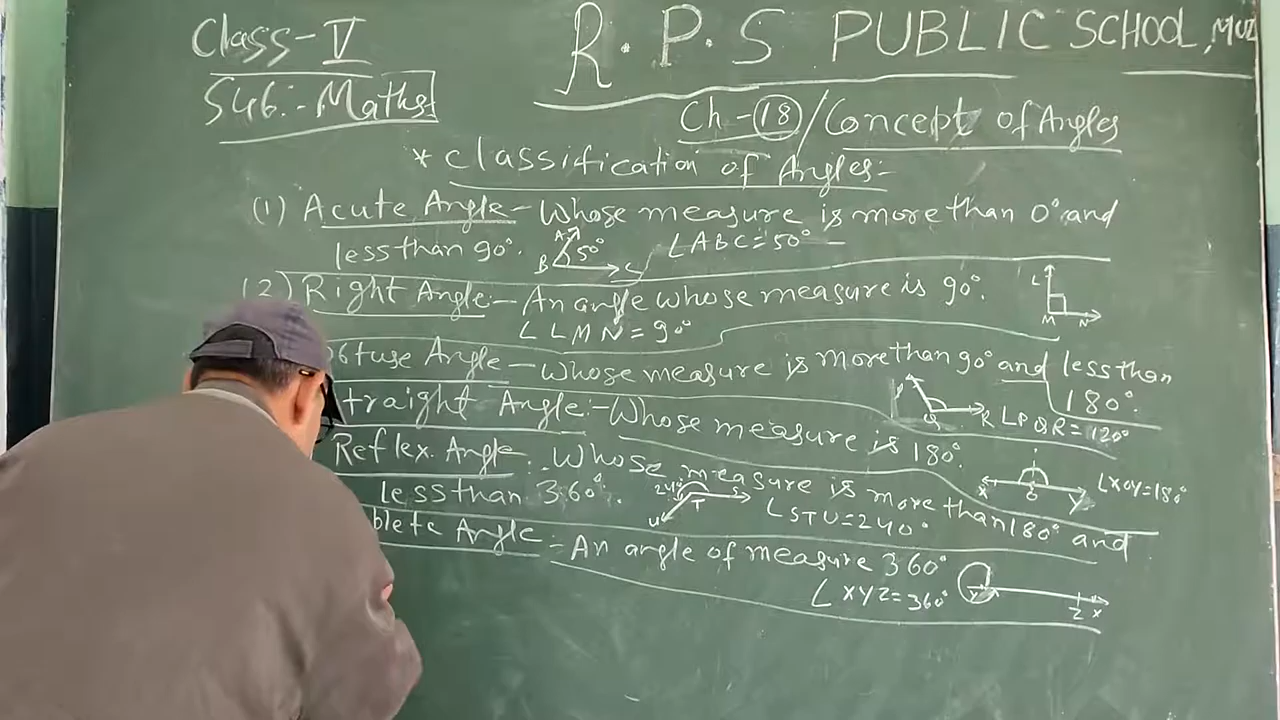 Class-V
R.P.S PUBLIC SCHOOL, MUZ
Sub:-Maths
Ch-18/Concept of Angles
* Classification of Angles:-
(1) Acute Angle-Whose measure is more than 0° and
less than 90°. A 50° B C ∠ABC=50°
(2) Right Angle:- An angle whose measure is 90°. L M N
∠LMN=90°
btuse Angle-Whose measure is more than 90° and less than
180°.
P Q R ∠PQR=120°
traight Angle:-Whose measure is 180°.
X O Y ∠XOY=180°
Reflex Angle:-Whose measure is more than 180° and
less than 360°. 240° S T U ∠STU=240°
plete Angle:-An angle of measure 360°
∠XYZ=360° Y Z X